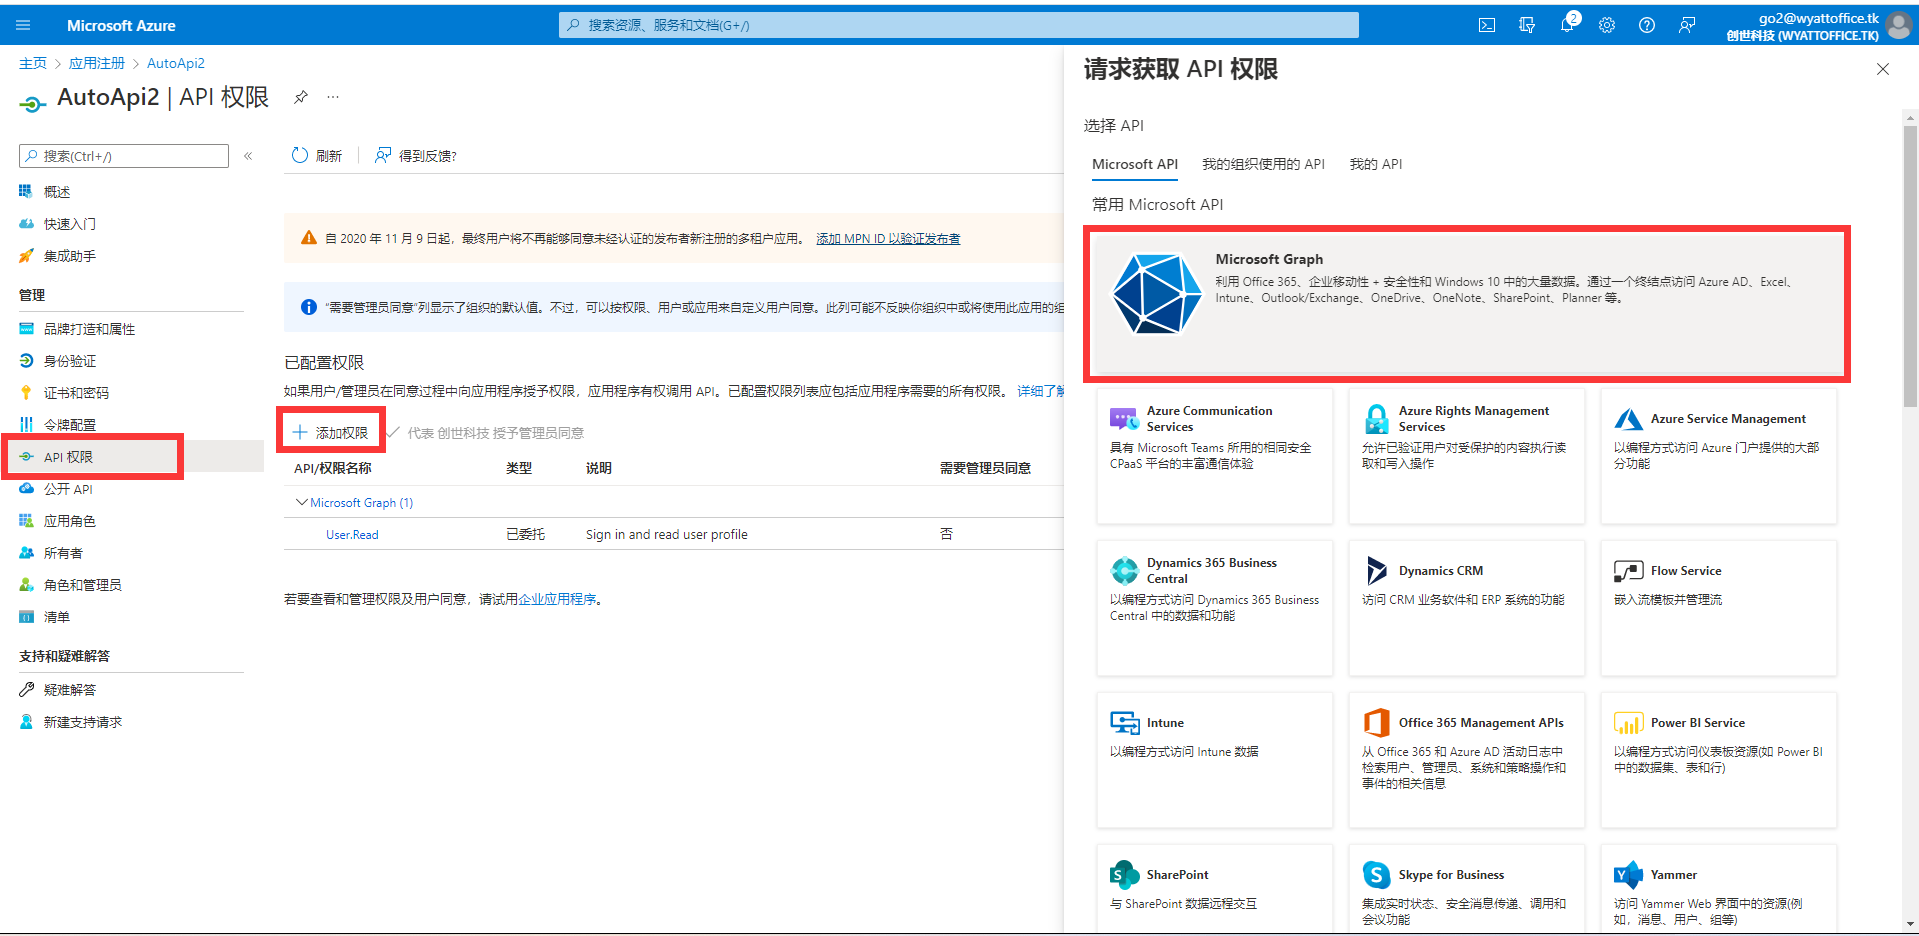 Microsoft Azure
搜索资源、服务和文档(G+/)
2
go2@wyattoffice.tk
创世科技 (WYATTOFFICE.TK)
主页 > 应用注册 > AutoApi2
AutoApi2 | API 权限
搜索(Ctrl+/)
概述
快速入门
集成助手
管理
品牌打造和属性
身份验证
证书和密码
令牌配置
API 权限
公开 API
应用角色
所有者
角色和管理员
清单
支持和疑难解答
疑难解答
新建支持请求
刷新
得到反馈?
自 2020 年 11 月 9 日起，最终用户将不再能够同意未经认证的发布者新注册的多租户应用。 添加 MPN ID 以验证发布者
"需要管理员同意"列显示了组织的默认值。不过，可以按权限、用户或应用来自定义用户同意。此列可能不反映你组织中或将使用此应用的组
已配置权限
如果用户/管理员在同意过程中向应用程序授予权限，应用程序有权调用 API。已配置权限列表应包括应用程序需要的所有权限。 详细了解
添加权限
代表 创世科技 授予管理员同意
API/权限名称 类型 说明 需要管理员同意
Microsoft Graph (1)
User.Read 已委托 Sign in and read user profile 否
若要查看和管理权限及用户同意，请试用企业应用程序。
请求获取 API 权限
选择 API
Microsoft API 我的组织使用的 API 我的 API
常用 Microsoft API
Microsoft Graph
利用 Office 365、企业移动性 + 安全性和 Windows 10 中的大量数据。通过一个终结点访问 Azure AD、Excel、
Intune、Outlook/Exchange、OneDrive、OneNote、SharePoint、Planner 等。
Azure Communication
Services
具有 Microsoft Teams 所用的相同安全
CPaaS 平台的丰富通信体验
Azure Rights Management
Services
允许已验证用户对受保护的内容执行读
取和写入操作
Azure Service Management
以编程方式访问 Azure 门户提供的大部
分功能
Dynamics 365 Business
Central
以编程方式访问 Dynamics 365 Business
Central 中的数据和功能
Dynamics CRM
访问 CRM 业务软件和 ERP 系统的功能
Flow Service
嵌入流模板并管理流
Intune
以编程方式访问 Intune 数据
Office 365 Management APIs
从 Office 365 和 Azure AD 活动日志中
检索用户、管理员、系统和策略操作和
事件的相关信息
Power BI Service
以编程方式访问仪表板资源(如 Power BI
中的数据集、表和行)
SharePoint
与 SharePoint 数据远程交互
Skype for Business
集成实时状态、安全消息传递、调用和
会议功能
Yammer
访问 Yammer Web 界面中的资源(例
如，消息、用户、组等)